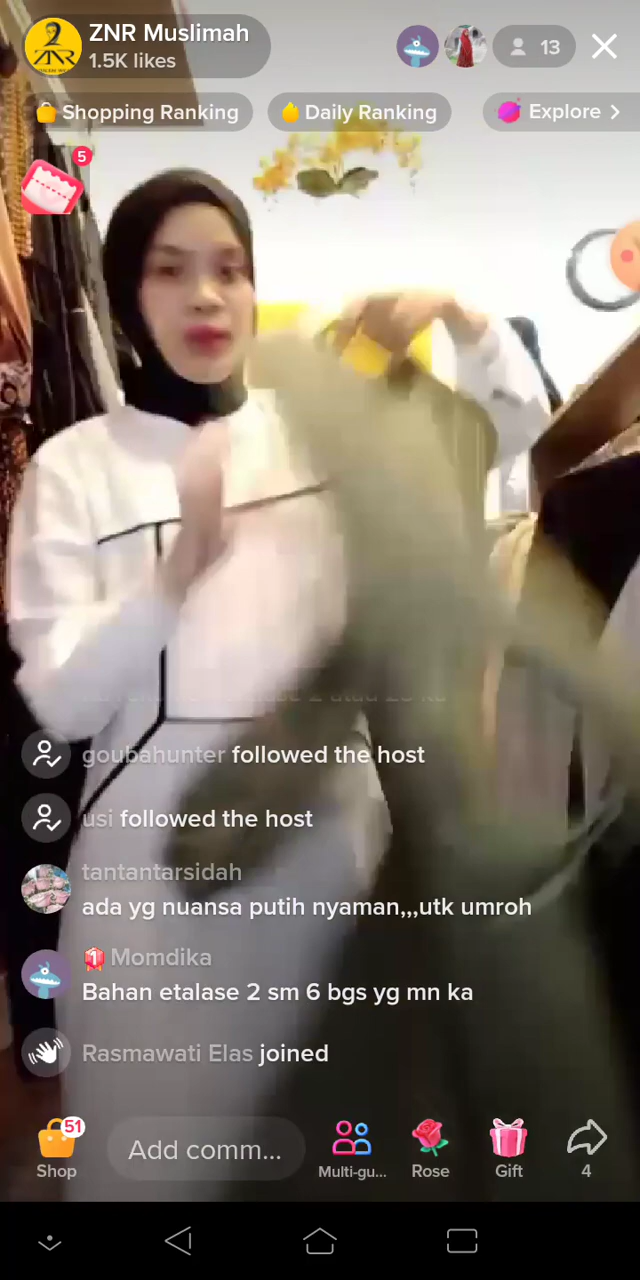 ZNR Muslimah
1.5K likes
13
Shopping Ranking
Daily Ranking
Explore
5
ZNR
goubahunter followed the host
usi followed the host
tantantarsidah
ada yg nuansa putih nyaman,,,utk umroh
1 Momdika
Bahan etalase 2 sm 6 bgs yg mn ka
Rasmawati Elas joined
51
Shop
Add comm...
Multi-gu...
Rose
Gift
4